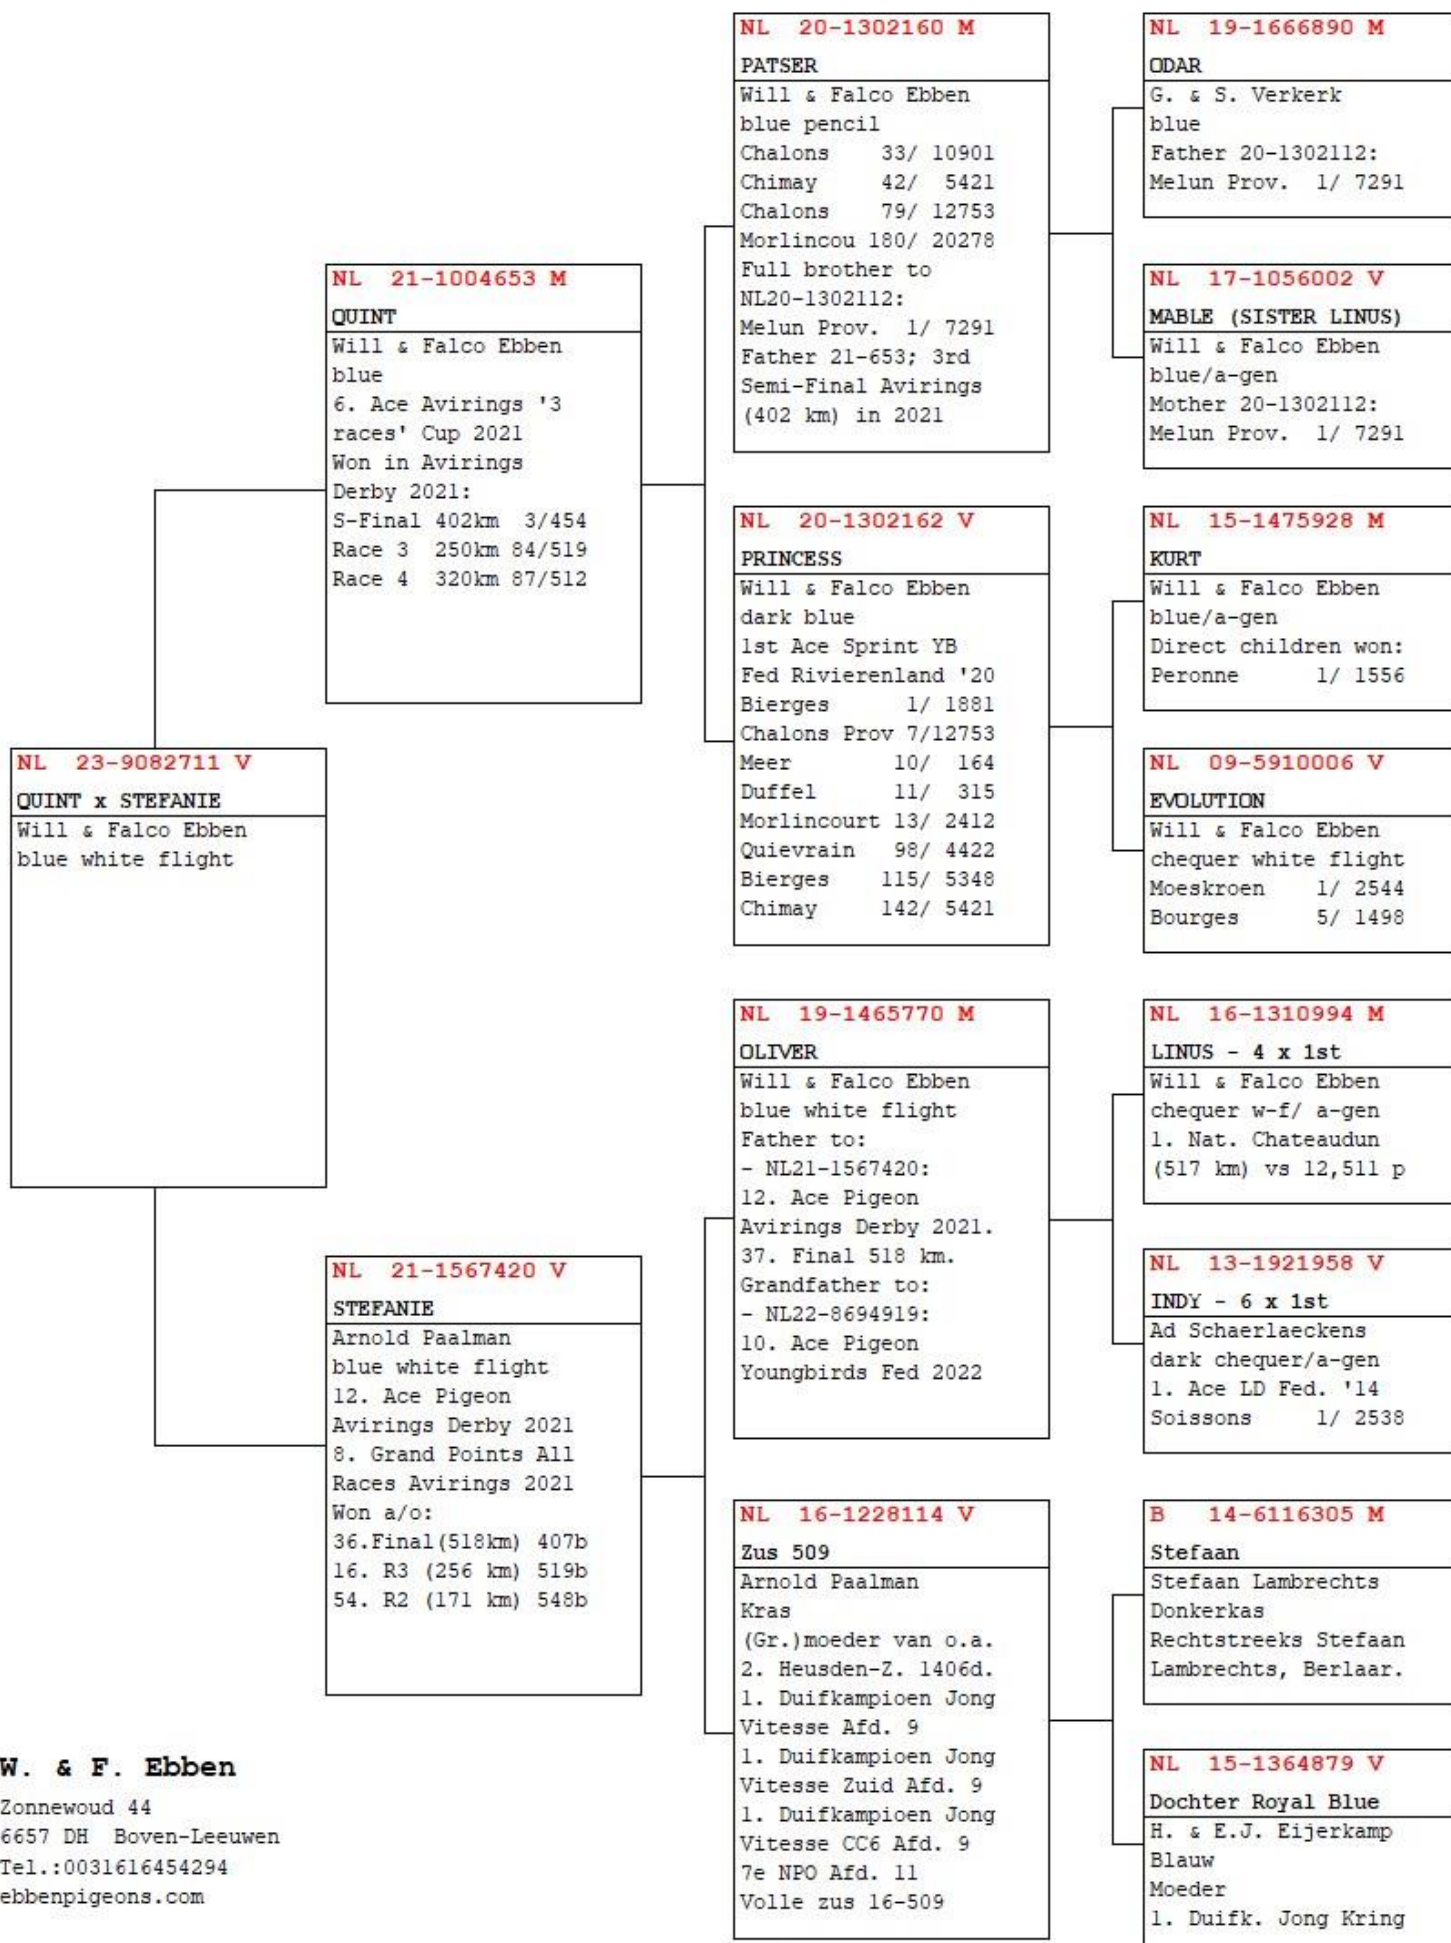 NL 23-9082711 V
QUINT x STEFANIE
Will & Falco Ebben
blue white flight
NL 21-1004653 M
QUINT
Will & Falco Ebben
blue
6. Ace Avirings '3
races' Cup 2021
Won in Avirings
Derby 2021:
S-Final 402km 3/454
Race 3 250km 84/519
Race 4 320km 87/512
NL 21-1567420 V
STEFANIE
Arnold Paalman
blue white flight
12. Ace Pigeon
Avirings Derby 2021
8. Grand Points All
Races Avirings 2021
Won a/o:
36.Final(518km) 407b
16. R3 (256 km) 519b
54. R2 (171 km) 548b
NL 20-1302160 M
PATSER
Will & Falco Ebben
blue pencil
Chalons 33/ 10901
Chimay 42/ 5421
Chalons 79/ 12753
Morlincou 180/ 20278
Full brother to
NL20-1302112:
Melun Prov. 1/ 7291
Father 21-653; 3rd
Semi-Final Avirings
(402 km) in 2021
NL 20-1302162 V
PRINCESS
Will & Falco Ebben
dark blue
1st Ace Sprint YB
Fed Rivierenland '20
Bierges 1/ 1881
Chalons Prov 7/12753
Meer 10/ 164
Duffel 11/ 315
Morlincourt 13/ 2412
Quievrain 98/ 4422
Bierges 115/ 5348
Chimay 142/ 5421
NL 19-1465770 M
OLIVER
Will & Falco Ebben
blue white flight
Father to:
- NL21-1567420:
12. Ace Pigeon
Avirings Derby 2021.
37. Final 518 km.
Grandfather to:
- NL22-8694919:
10. Ace Pigeon
Youngbirds Fed 2022
NL 16-1228114 V
Zus 509
Arnold Paalman
Kras
(Gr.)moeder van o.a.
2. Heusden-Z. 1406d.
1. Duifkampioen Jong
Vitesse Afd. 9
1. Duifkampioen Jong
Vitesse Zuid Afd. 9
1. Duifkampioen Jong
Vitesse CC6 Afd. 9
7e NPO Afd. 11
Volle zus 16-509
NL 19-1666890 M
ODAR
G. & S. Verkerk
blue
Father 20-1302112:
Melun Prov. 1/ 7291
NL 17-1056002 V
MABLE (SISTER LINUS)
Will & Falco Ebben
blue/a-gen
Mother 20-1302112:
Melun Prov. 1/ 7291
NL 15-1475928 M
KURT
Will & Falco Ebben
blue/a-gen
Direct children won:
Peronne 1/ 1556
NL 09-5910006 V
EVOLUTION
Will & Falco Ebben
chequer white flight
Moeskroen 1/ 2544
Bourges 5/ 1498
NL 16-1310994 M
LINUS - 4 x 1st
Will & Falco Ebben
chequer w-f/ a-gen
1. Nat. Chateaudun
(517 km) vs 12,511 p
NL 13-1921958 V
INDY - 6 x 1st
Ad Schaerlaeckens
dark chequer/a-gen
1. Ace LD Fed. '14
Soissons 1/ 2538
B 14-6116305 M
Stefaan
Stefaan Lambrechts
Donkerkas
Rechtstreeks Stefaan
Lambrechts, Berlaar.
NL 15-1364879 V
Dochter Royal Blue
H. & E.J. Eijerkamp
Blauw
Moeder
1. Duifk. Jong Kring
W. & F. Ebben
Zonnewoud 44
6657 DH Boven-Leeuwen
Tel.:0031616454294
ebbenpigeons.com